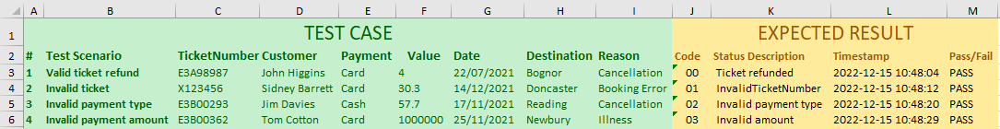 A B C D E F G H I J K L M
1 TEST CASE EXPECTED RESULT
2 # Test Scenario TicketNumber Customer Payment Value Date Destination Reason Code Status Description Timestamp Pass/Fail
3 1 Valid ticket refund E3A98987 John Higgins Card 4 22/07/2021 Bognor Cancellation 00 Ticket refunded 2022-12-15 10:48:04 PASS
4 2 Invalid ticket X123456 Sidney Barrett Card 30.3 14/12/2021 Doncaster Booking Error 01 InvalidTicketNumber 2022-12-15 10:48:12 PASS
5 3 Invalid payment type E3B00293 Jim Davies Cash 57.7 17/11/2021 Reading Cancellation 02 Invalid payment type 2022-12-15 10:48:20 PASS
6 4 Invalid payment amount E3B00362 Tom Cotton Card 1000000 25/11/2021 Newbury Illness 03 Invalid amount 2022-12-15 10:48:29 PASS